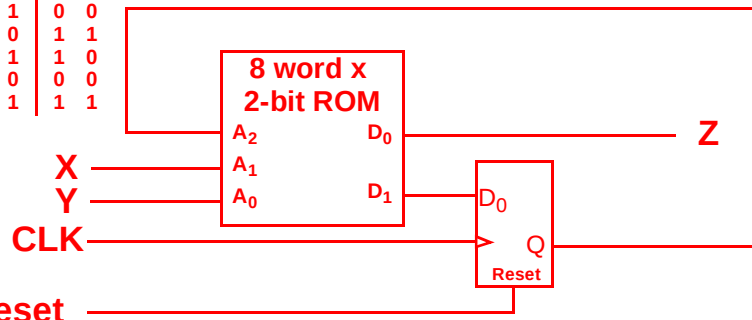 1 0 0
0 1 1
1 1 0
0 0 0
1 1 1
8 word x
2-bit ROM
A2 D0 Z
A1
X
A0 D1 D0
Y
CLK Q
Reset
eset